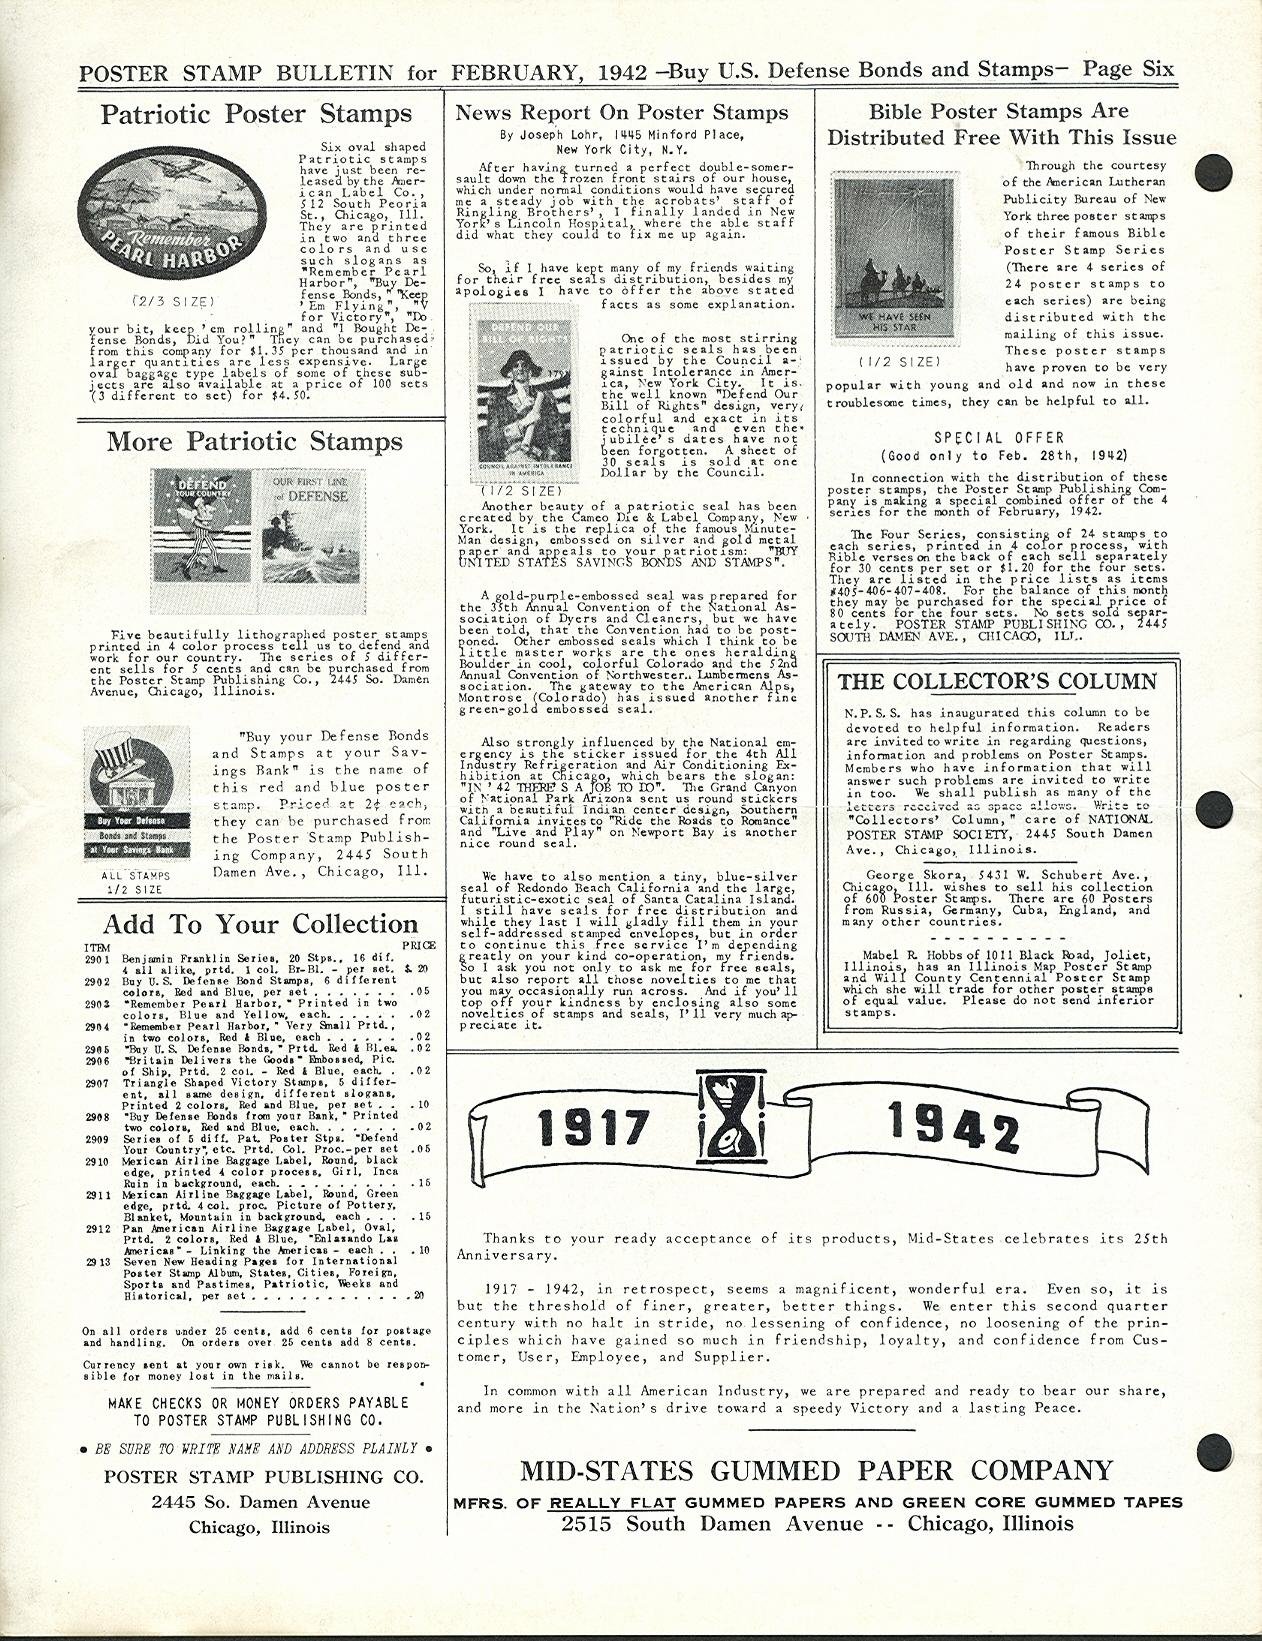 POSTER STAMP BULLETIN for FEBRUARY, 1942 -Buy U.S. Defense Bonds and Stamps- Page Six
Patriotic Poster Stamps
Remember
PEARL HARBOR
(2/3 SIZE)
Six oval shaped
Patriotic stamps
have just been re-
leased by the Amer-
ican Label Co.,
512 South Peoria
St., Chicago, Ill.
They are printed
in two and three
colors and use
such slogans as
"Remember Pearl
Harbor", "Buy De-
fense Bonds," "Keep
'Em Flying", "V
for Victory", "Do
your bit, keep 'em rolling" and "I Bought De-
fense Bonds, Did You?" They can be purchased
from this company for $1.35 per thousand and in
larger quantities are less expensive. Large
oval baggage type labels of some of these sub-
jects are also available at a price of 100 sets
(3 different to set) for $4.50.
More Patriotic Stamps
DEFEND
YOUR COUNTRY
OUR FIRST LINE
of DEFENSE
Five beautifully lithographed poster stamps
printed in 4 color process tell us to defend and
work for our country. The series of 5 differ-
ent sells for 5 cents and can be purchased from
the Poster Stamp Publishing Co., 2445 So. Damen
Avenue, Chicago, Illinois.
Buy Your Defense
Bonds and Stamps
at Your Savings Bank
ALL STAMPS
1/2 SIZE
"Buy your Defense Bonds
and Stamps at your Sav-
ings Bank" is the name of
this red and blue poster
stamp. Priced at 2¢ each,
they can be purchased from
the Poster Stamp Publish-
ing Company, 2445 South
Damen Ave., Chicago, Ill.
Add To Your Collection
ITEM PRICE
2901 Benjamin Franklin Series, 20 Stps., 16 dif.
4 all alike, prtd. 1 col. Br-Bl. - per set. $.20
2902 Buy U.S. Defense Bond Stamps, 6 different
colors, Red and Blue, per set . . . . . . . .05
2903 "Remember Pearl Harbor," Printed in two
colors, Blue and Yellow, each. . . . . . .02
2904 "Remember Pearl Harbor," Very Small Prtd.,
in two colors, Red & Blue, each . . . . . . .02
2905 "Buy U.S. Defense Bonds," Prtd. Red & Bl.ea. .02
2906 "Britain Delivers the Goods" Embossed, Pic.
of Ship, Prtd. 2 col. - Red & Blue, each. . .02
2907 Triangle Shaped Victory Stamps, 5 differ-
ent, all same design, different slogans,
Printed 2 colors, Red and Blue, per set . . .10
2908 "Buy Defense Bonds from your Bank," Printed
two colors, Red and Blue, each. . . . . . . .02
2909 Series of 5 diff. Pat. Poster Stps. "Defend
Your Country", etc. Prtd. Col. Proc.-per set .05
2910 Mexican Airline Baggage Label, Round, black
edge, printed 4 color process, Girl, Inca
Ruin in background, each. . . . . . . . . . .15
2911 Mexican Airline Baggage Label, Round, Green
edge, prtd. 4 col. proc. Picture of Pottery,
Blanket, Mountain in background, each . . . .15
2912 Pan American Airline Baggage Label, Oval,
Prtd. 2 colors, Red & Blue, "Enlazando Las
Americas" - Linking the Americas - each . . .10
2913 Seven New Heading Pages for International
Poster Stamp Album, States, Cities, Foreign,
Sports and Pastimes, Patriotic, Weeks and
Historical, per set . . . . . . . . . . . . .20
On all orders under 25 cents, add 6 cents for postage
and handling. On orders over 25 cents add 8 cents.
Currency sent at your own risk. We cannot be respon-
sible for money lost in the mails.
MAKE CHECKS OR MONEY ORDERS PAYABLE
TO POSTER STAMP PUBLISHING CO.
• BE SURE TO WRITE NAME AND ADDRESS PLAINLY •
POSTER STAMP PUBLISHING CO.
2445 So. Damen Avenue
Chicago, Illinois
News Report On Poster Stamps
By Joseph Lohr, 1445 Minford Place,
New York City, N.Y.
After having turned a perfect double-somer-
sault down the frozen front stairs of our house,
which under normal conditions would have secured
me a steady job with the acrobats' staff of
Ringling Brothers', I finally landed in New
York's Lincoln Hospital, where the able staff
did what they could to fix me up again.
So, if I have kept many of my friends waiting
for their free seals distribution, besides my
apologies I have to offer the above stated
facts as some explanation.
DEFEND OUR
BILL OF RIGHTS
1791
COUNCIL AGAINST INTOLERANCE
IN AMERICA
(1/2 SIZE)
One of the most stirring
patriotic seals has been
issued by the Council a-
gainst Intolerance in Amer-
ica, New York City. It is
the well known "Defend Our
Bill of Rights" design, very
colorful and exact in its
technique and even the
jubilee's dates have not
been forgotten. A sheet of
30 seals is sold at one
Dollar by the Council.
Another beauty of a patriotic seal has been
created by the Cameo Die & Label Company, New
York. It is the replica of the famous Minute-
Man design, embossed on silver and gold metal
paper and appeals to your patriotism: "BUY
UNITED STATES SAVINGS BONDS AND STAMPS".
A gold-purple-embossed seal was prepared for
the 35th Annual Convention of the National As-
sociation of Dyers and Cleaners, but we have
been told, that the Convention had to be post-
poned. Other embossed seals which I think to be
little master works are the ones heralding
Boulder in cool, colorful Colorado and the 52nd
Annual Convention of Northwester.. Lumbermens As-
sociation. The gateway to the American Alps,
Montrose (Colorado) has issued another fine
green-gold embossed seal.
Also strongly influenced by the National em-
ergency is the sticker issued for the 4th All
Industry Refrigeration and Air Conditioning Ex-
hibition at Chicago, which bears the slogan:
"IN '42 THERE'S A JOB TO DO". The Grand Canyon
of National Park Arizona sent us round stickers
with a beautiful Indian center design, Southern
California invites to "Ride the Roads to Romance"
and "Live and Play" on Newport Bay is another
nice round seal.
We have to also mention a tiny, blue-silver
seal of Redondo Beach California and the large,
futuristic-exotic seal of Santa Catalina Island.
I still have seals for free distribution and
while they last I will gladly fill them in your
self-addressed stamped envelopes, but in order
to continue this free service I'm depending
greatly on your kind co-operation, my friends.
So I ask you not only to ask me for free seals,
but also report all those novelties to me that
you may occasionally run across. And if you'll
top off your kindness by enclosing also some
novelties of stamps and seals, I'll very much ap-
preciate it.
Bible Poster Stamps Are
Distributed Free With This Issue
WE HAVE SEEN
HIS STAR
(1/2 SIZE)
Through the courtesy
of the American Lutheran
Publicity Bureau of New
York three poster stamps
of their famous Bible
Poster Stamp Series
(There are 4 series of
24 poster stamps to
each series) are being
distributed with the
mailing of this issue.
These poster stamps
have proven to be very
popular with young and old and now in these
troublesome times, they can be helpful to all.
SPECIAL OFFER
(Good only to Feb. 28th, 1942)
In connection with the distribution of these
poster stamps, the Poster Stamp Publishing Com-
pany is making a special combined offer of the 4
series for the month of February, 1942.
The Four Series, consisting of 24 stamps to
each series, printed in 4 color process, with
Bible verses on the back of each sell separately
for 30 cents per set or $1.20 for the four sets.
They are listed in the price lists as items
#405-406-407-408. For the balance of this month
they may be purchased for the special price of
80 cents for the four sets. No sets sold separ-
ately. POSTER STAMP PUBLISHING CO., 2445
SOUTH DAMEN AVE., CHICAGO, ILL.
THE COLLECTOR'S COLUMN
N.P.S.S. has inaugurated this column to be
devoted to helpful information. Readers
are invited to write in regarding questions,
information and problems on Poster Stamps.
Members who have information that will
answer such problems are invited to write
in too. We shall publish as many of the
letters received as space allows. Write to
"Collectors' Column," care of NATIONAL
POSTER STAMP SOCIETY, 2445 South Damen
Ave., Chicago, Illinois.
George Skora, 5431 W. Schubert Ave.,
Chicago, Ill. wishes to sell his collection
of 600 Poster Stamps. There are 60 Posters
from Russia, Germany, Cuba, England, and
many other countries.
- - - - - - - - - -
Mabel R. Hobbs of 1011 Black Road, Joliet,
Illinois, has an Illinois Map Poster Stamp
and Will County Centennial Poster Stamp
which she will trade for other poster stamps
of equal value. Please do not send inferior
stamps.
1917 1942
Thanks to your ready acceptance of its products, Mid-States celebrates its 25th
Anniversary.
1917 - 1942, in retrospect, seems a magnificent, wonderful era. Even so, it is
but the threshold of finer, greater, better things. We enter this second quarter
century with no halt in stride, no lessening of confidence, no loosening of the prin-
ciples which have gained so much in friendship, loyalty, and confidence from Cus-
tomer, User, Employee, and Supplier.
In common with all American Industry, we are prepared and ready to bear our share,
and more in the Nation's drive toward a speedy Victory and a lasting Peace.
MID-STATES GUMMED PAPER COMPANY
MFRS. OF REALLY FLAT GUMMED PAPERS AND GREEN CORE GUMMED TAPES
2515 South Damen Avenue -- Chicago, Illinois